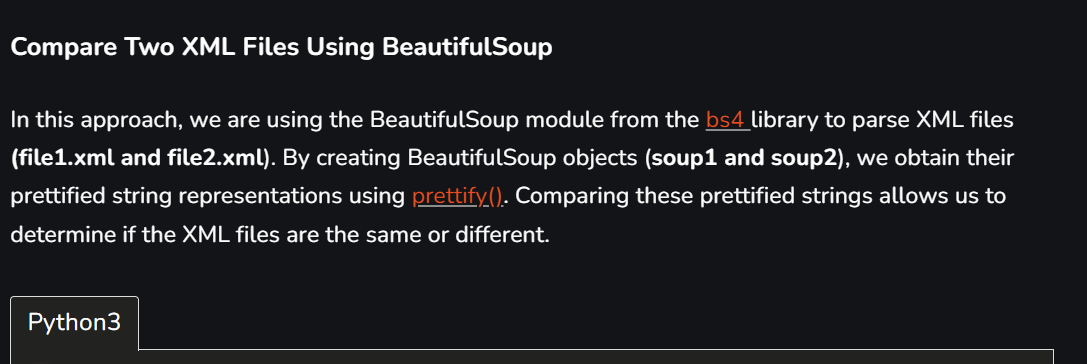 Compare Two XML Files Using BeautifulSoup
In this approach, we are using the BeautifulSoup module from the bs4 library to parse XML files
(file1.xml and file2.xml). By creating BeautifulSoup objects (soup1 and soup2), we obtain their
prettified string representations using prettify(). Comparing these prettified strings allows us to
determine if the XML files are the same or different.
Python3